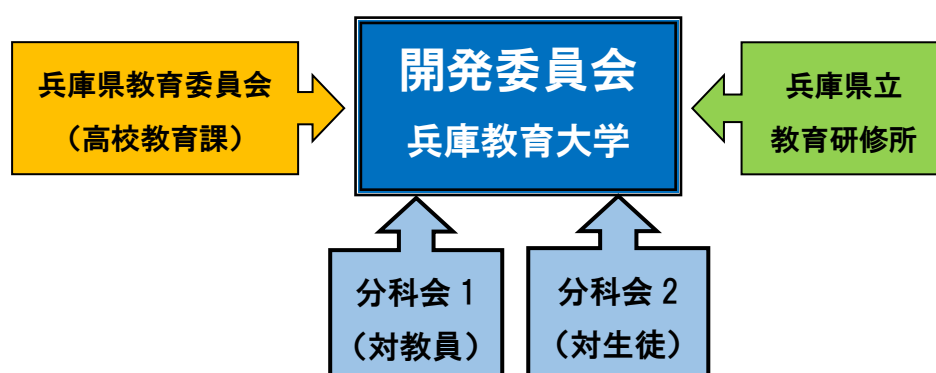 開発委員会
兵庫教育大学
兵庫県教育委員会
（高校教育課）
兵庫県立
教育研修所
分科会 1
（対教員）
分科会 2
（対生徒）